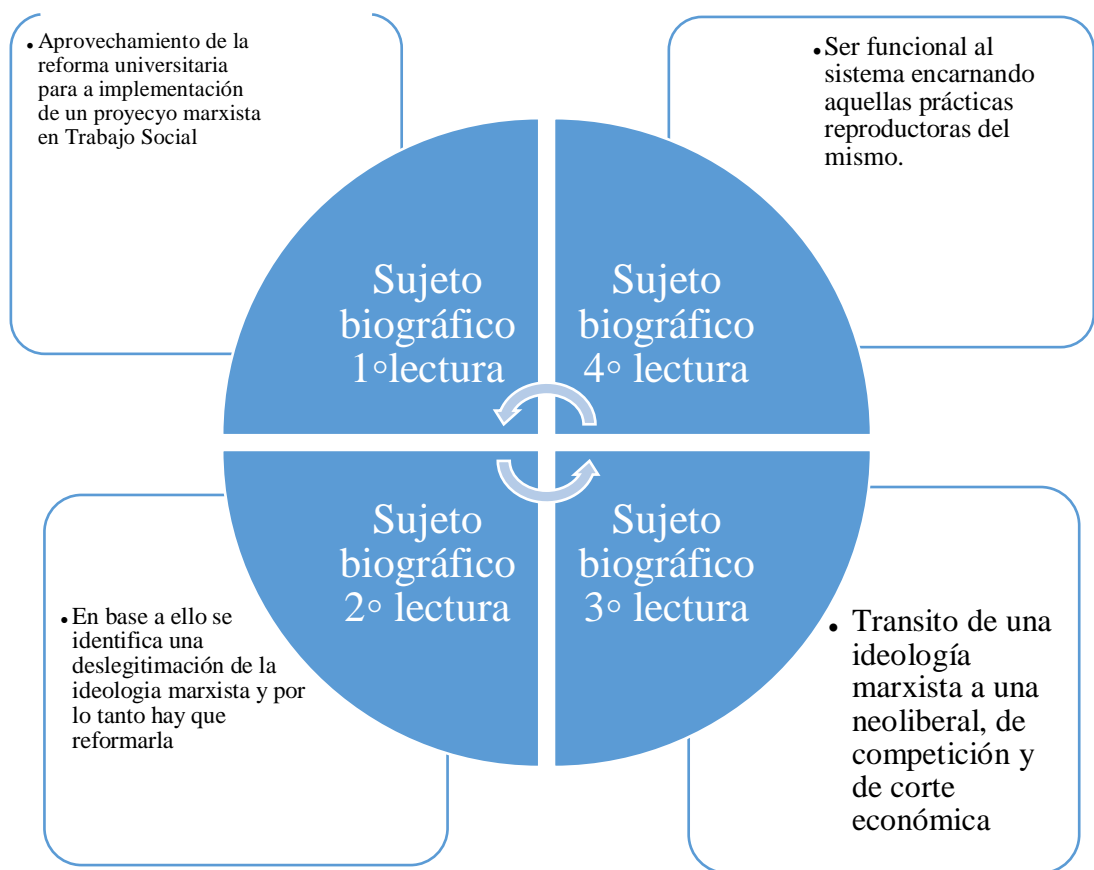 • Aprovechamiento de la
reforma universitaria
para a implementación
de un proyecyo marxista
en Trabajo Social
• Ser funcional al
sistema encarnando
aquellas prácticas
reproductoras del
mismo.
Sujeto
biográfico
1°lectura
Sujeto
biográfico
4° lectura
Sujeto
biográfico
2° lectura
Sujeto
biográfico
3° lectura
• En base a ello se
identifica una
deslegitimación de la
ideologia marxista y por
lo tanto hay que
reformarla
• Transito de una
ideología
marxista a una
neoliberal, de
competición y
de corte
económica